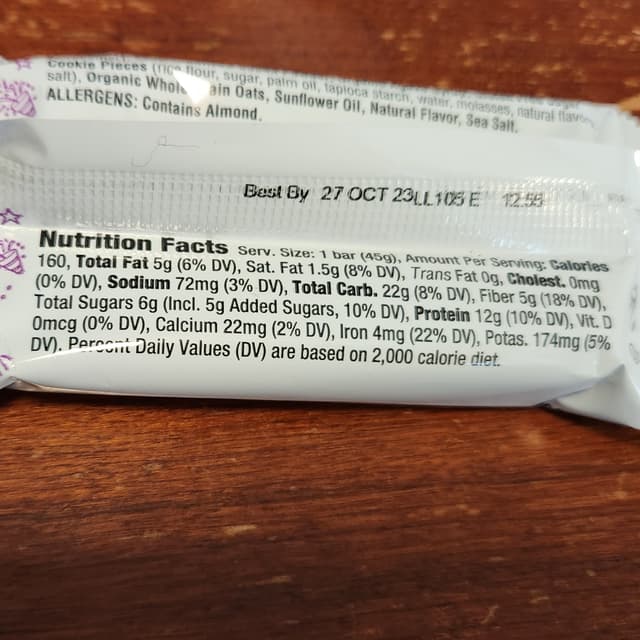 Cookie Pieces (rice flour, sugar, palm oil, tapioca starch, water, molasses, natural flavor,
salt), Organic Whole Grain Oats, Sunflower Oil, Natural Flavor, Sea Salt.
ALLERGENS: Contains Almond.
Best By 27 OCT 23LL105 E 12:55
Nutrition Facts Serv. Size: 1 bar (45g), Amount Per Serving: Calories
160, Total Fat 5g (6% DV), Sat. Fat 1.5g (8% DV), Trans Fat 0g, Cholest. 0mg
(0% DV), Sodium 72mg (3% DV), Total Carb. 22g (8% DV), Fiber 5g (18% DV),
Total Sugars 6g (Incl. 5g Added Sugars, 10% DV), Protein 12g (10% DV), Vit. D
0mcg (0% DV), Calcium 22mg (2% DV), Iron 4mg (22% DV), Potas. 174mg (5%
DV), Percent Daily Values (DV) are based on 2,000 calorie diet.